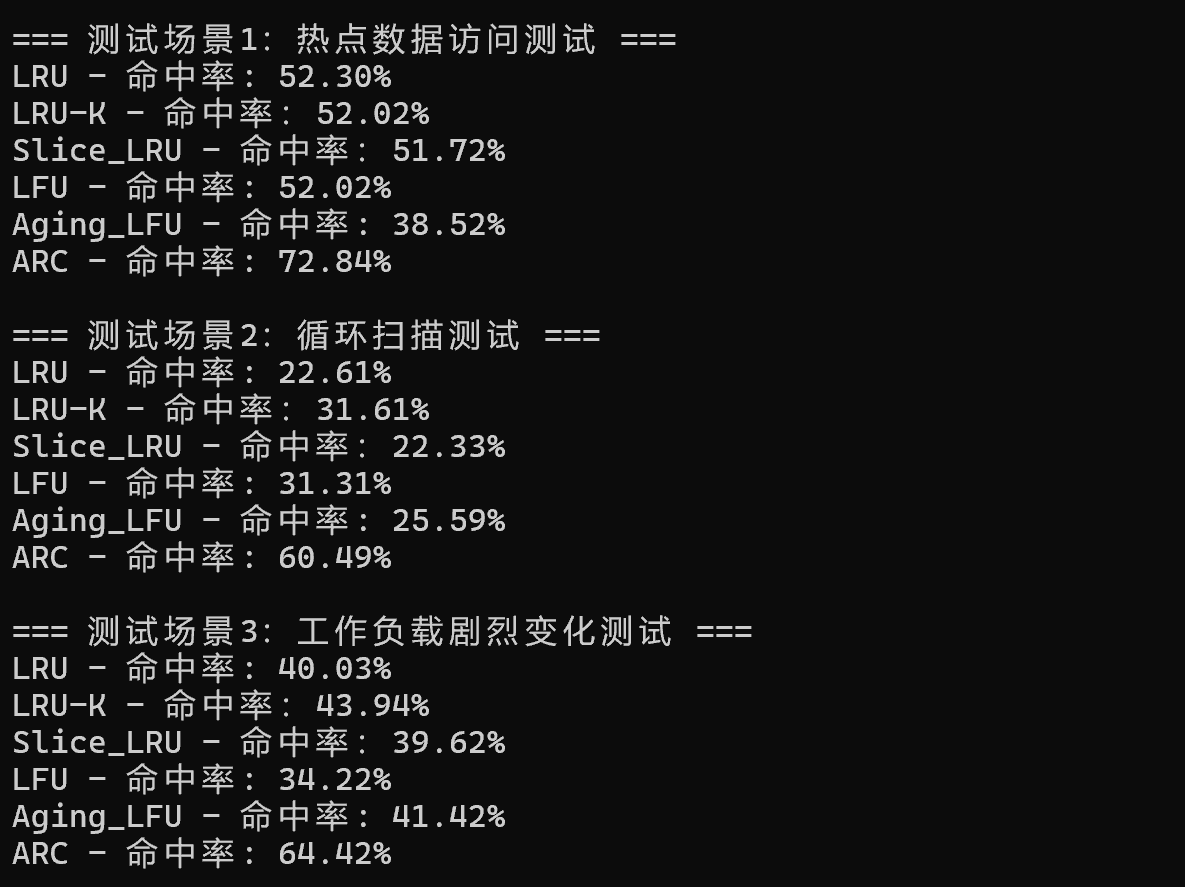 === 测试场景1：热点数据访问测试 ===
LRU - 命中率: 52.30%
LRU-K - 命中率: 52.02%
Slice_LRU - 命中率: 51.72%
LFU - 命中率: 52.02%
Aging_LFU - 命中率: 38.52%
ARC - 命中率: 72.84%
=== 测试场景2：循环扫描测试 ===
LRU - 命中率: 22.61%
LRU-K - 命中率: 31.61%
Slice_LRU - 命中率: 22.33%
LFU - 命中率: 31.31%
Aging_LFU - 命中率: 25.59%
ARC - 命中率: 60.49%
=== 测试场景3：工作负载剧烈变化测试 ===
LRU - 命中率: 40.03%
LRU-K - 命中率: 43.94%
Slice_LRU - 命中率: 39.62%
LFU - 命中率: 34.22%
Aging_LFU - 命中率: 41.42%
ARC - 命中率: 64.42%